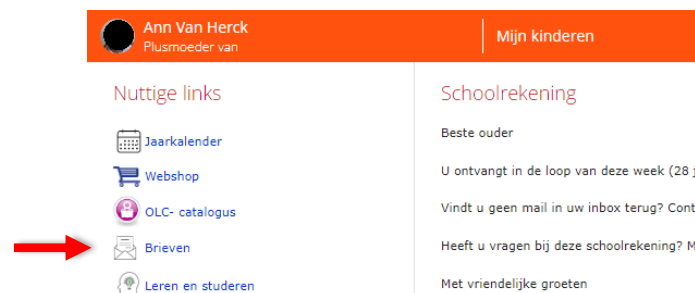 Ann Van Herck
Plusmoeder van
Mijn kinderen
Nuttige links
Jaarkalender
Webshop
OLC- catalogus
Brieven
Leren en studeren
Schoolrekening
Beste ouder
U ontvangt in de loop van deze week (28
Vindt u geen mail in uw inbox terug?
Heeft u vragen bij deze schoolrekening?
Met vriendelijke groeten